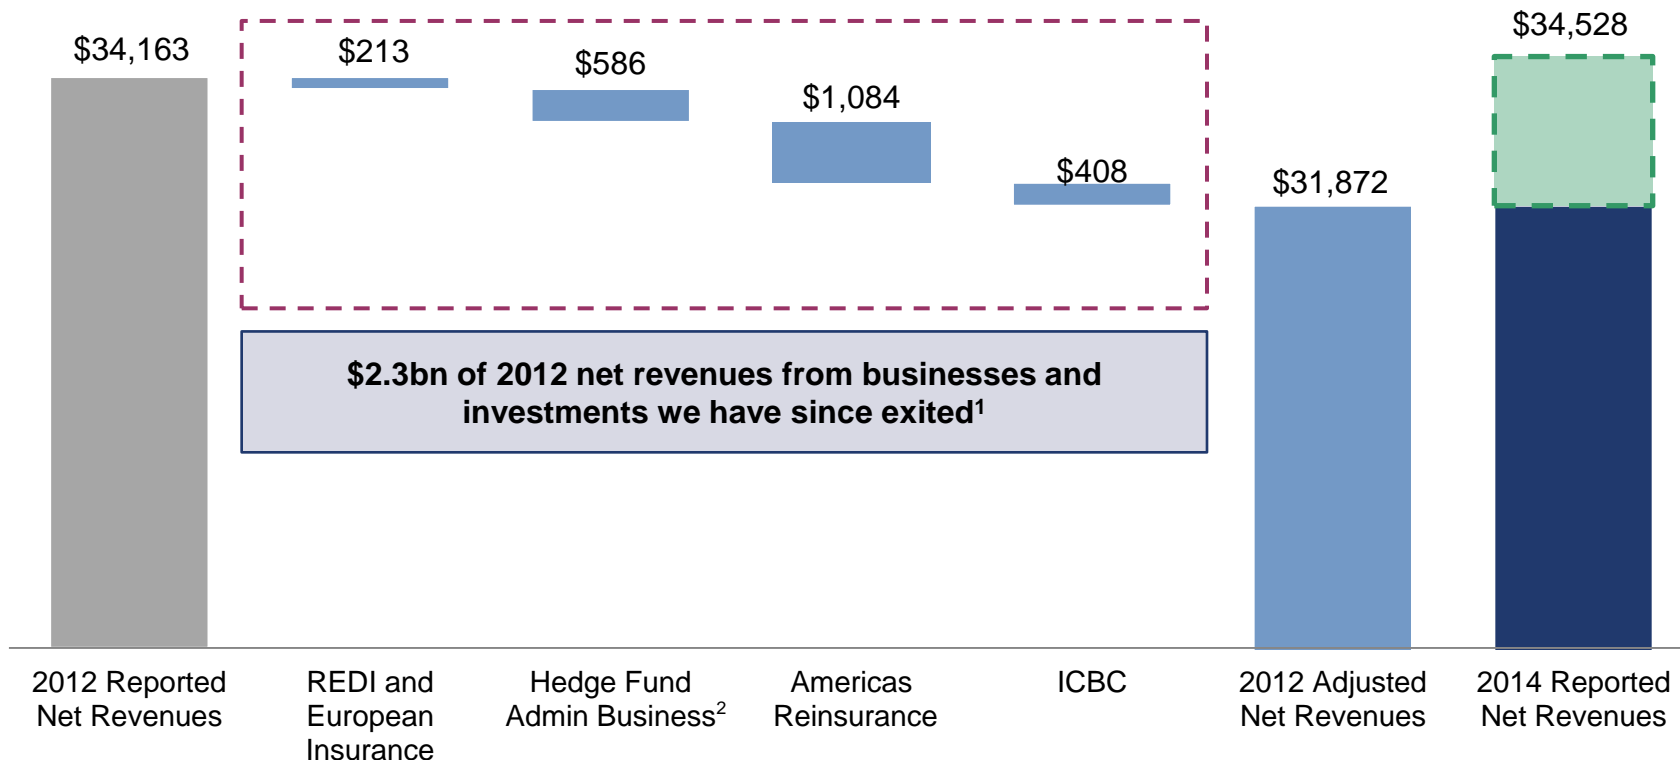 $34,163
$213
$586
$1,084
$408
$31,872
$34,528
$2.3bn of 2012 net revenues from businesses and
investments we have since exited¹
2012 Reported
Net Revenues
REDI and
European
Insurance
Hedge Fund
Admin Business²
Americas
Reinsurance
ICBC
2012 Adjusted
Net Revenues
2014 Reported
Net Revenues